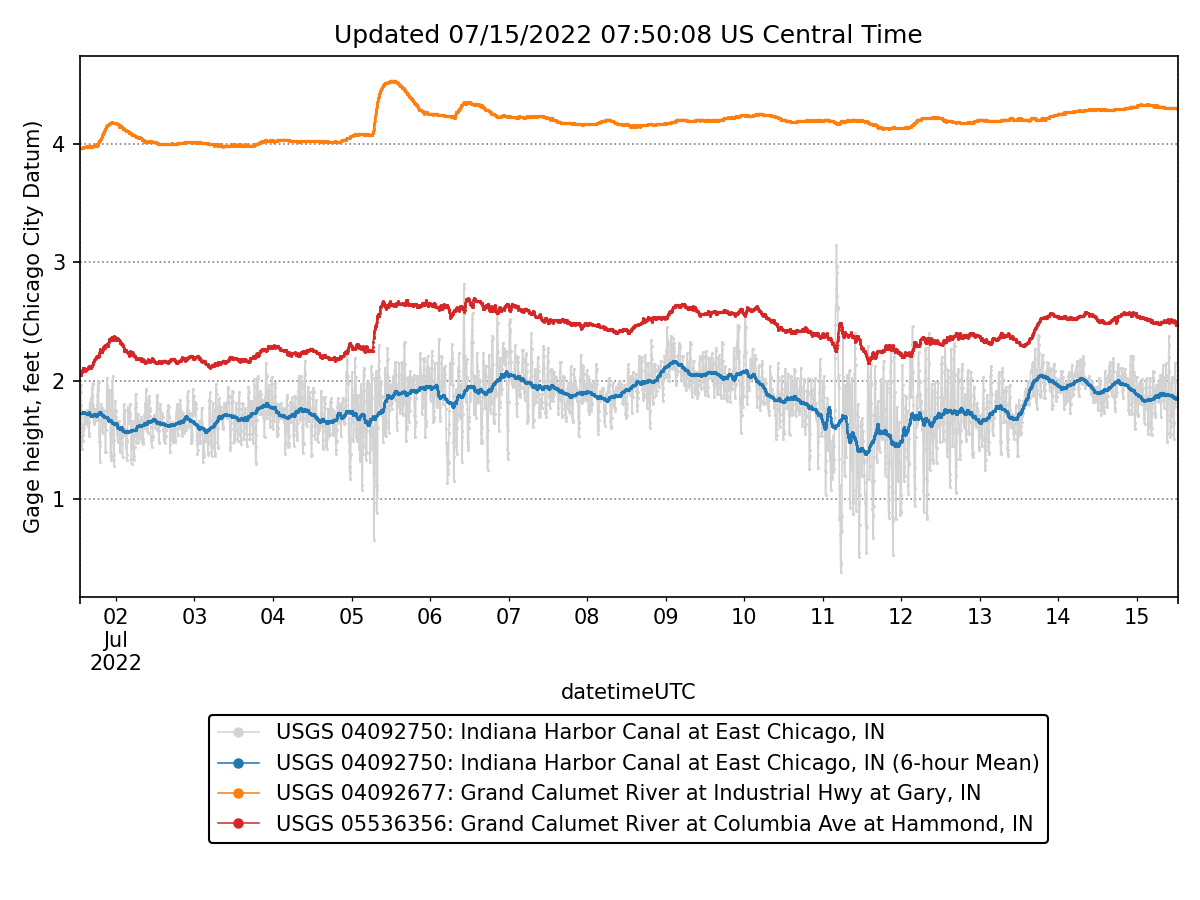 Updated 07/15/2022 07:50:08 US Central Time
Gage height, feet (Chicago City Datum)
4
3
2
1
02 03 04 05 06 07 08 09 10 11 12 13 14 15
Jul
2022
datetimeUTC
USGS 04092750: Indiana Harbor Canal at East Chicago, IN
USGS 04092750: Indiana Harbor Canal at East Chicago, IN (6-hour Mean)
USGS 04092677: Grand Calumet River at Industrial Hwy at Gary, IN
USGS 05536356: Grand Calumet River at Columbia Ave at Hammond, IN